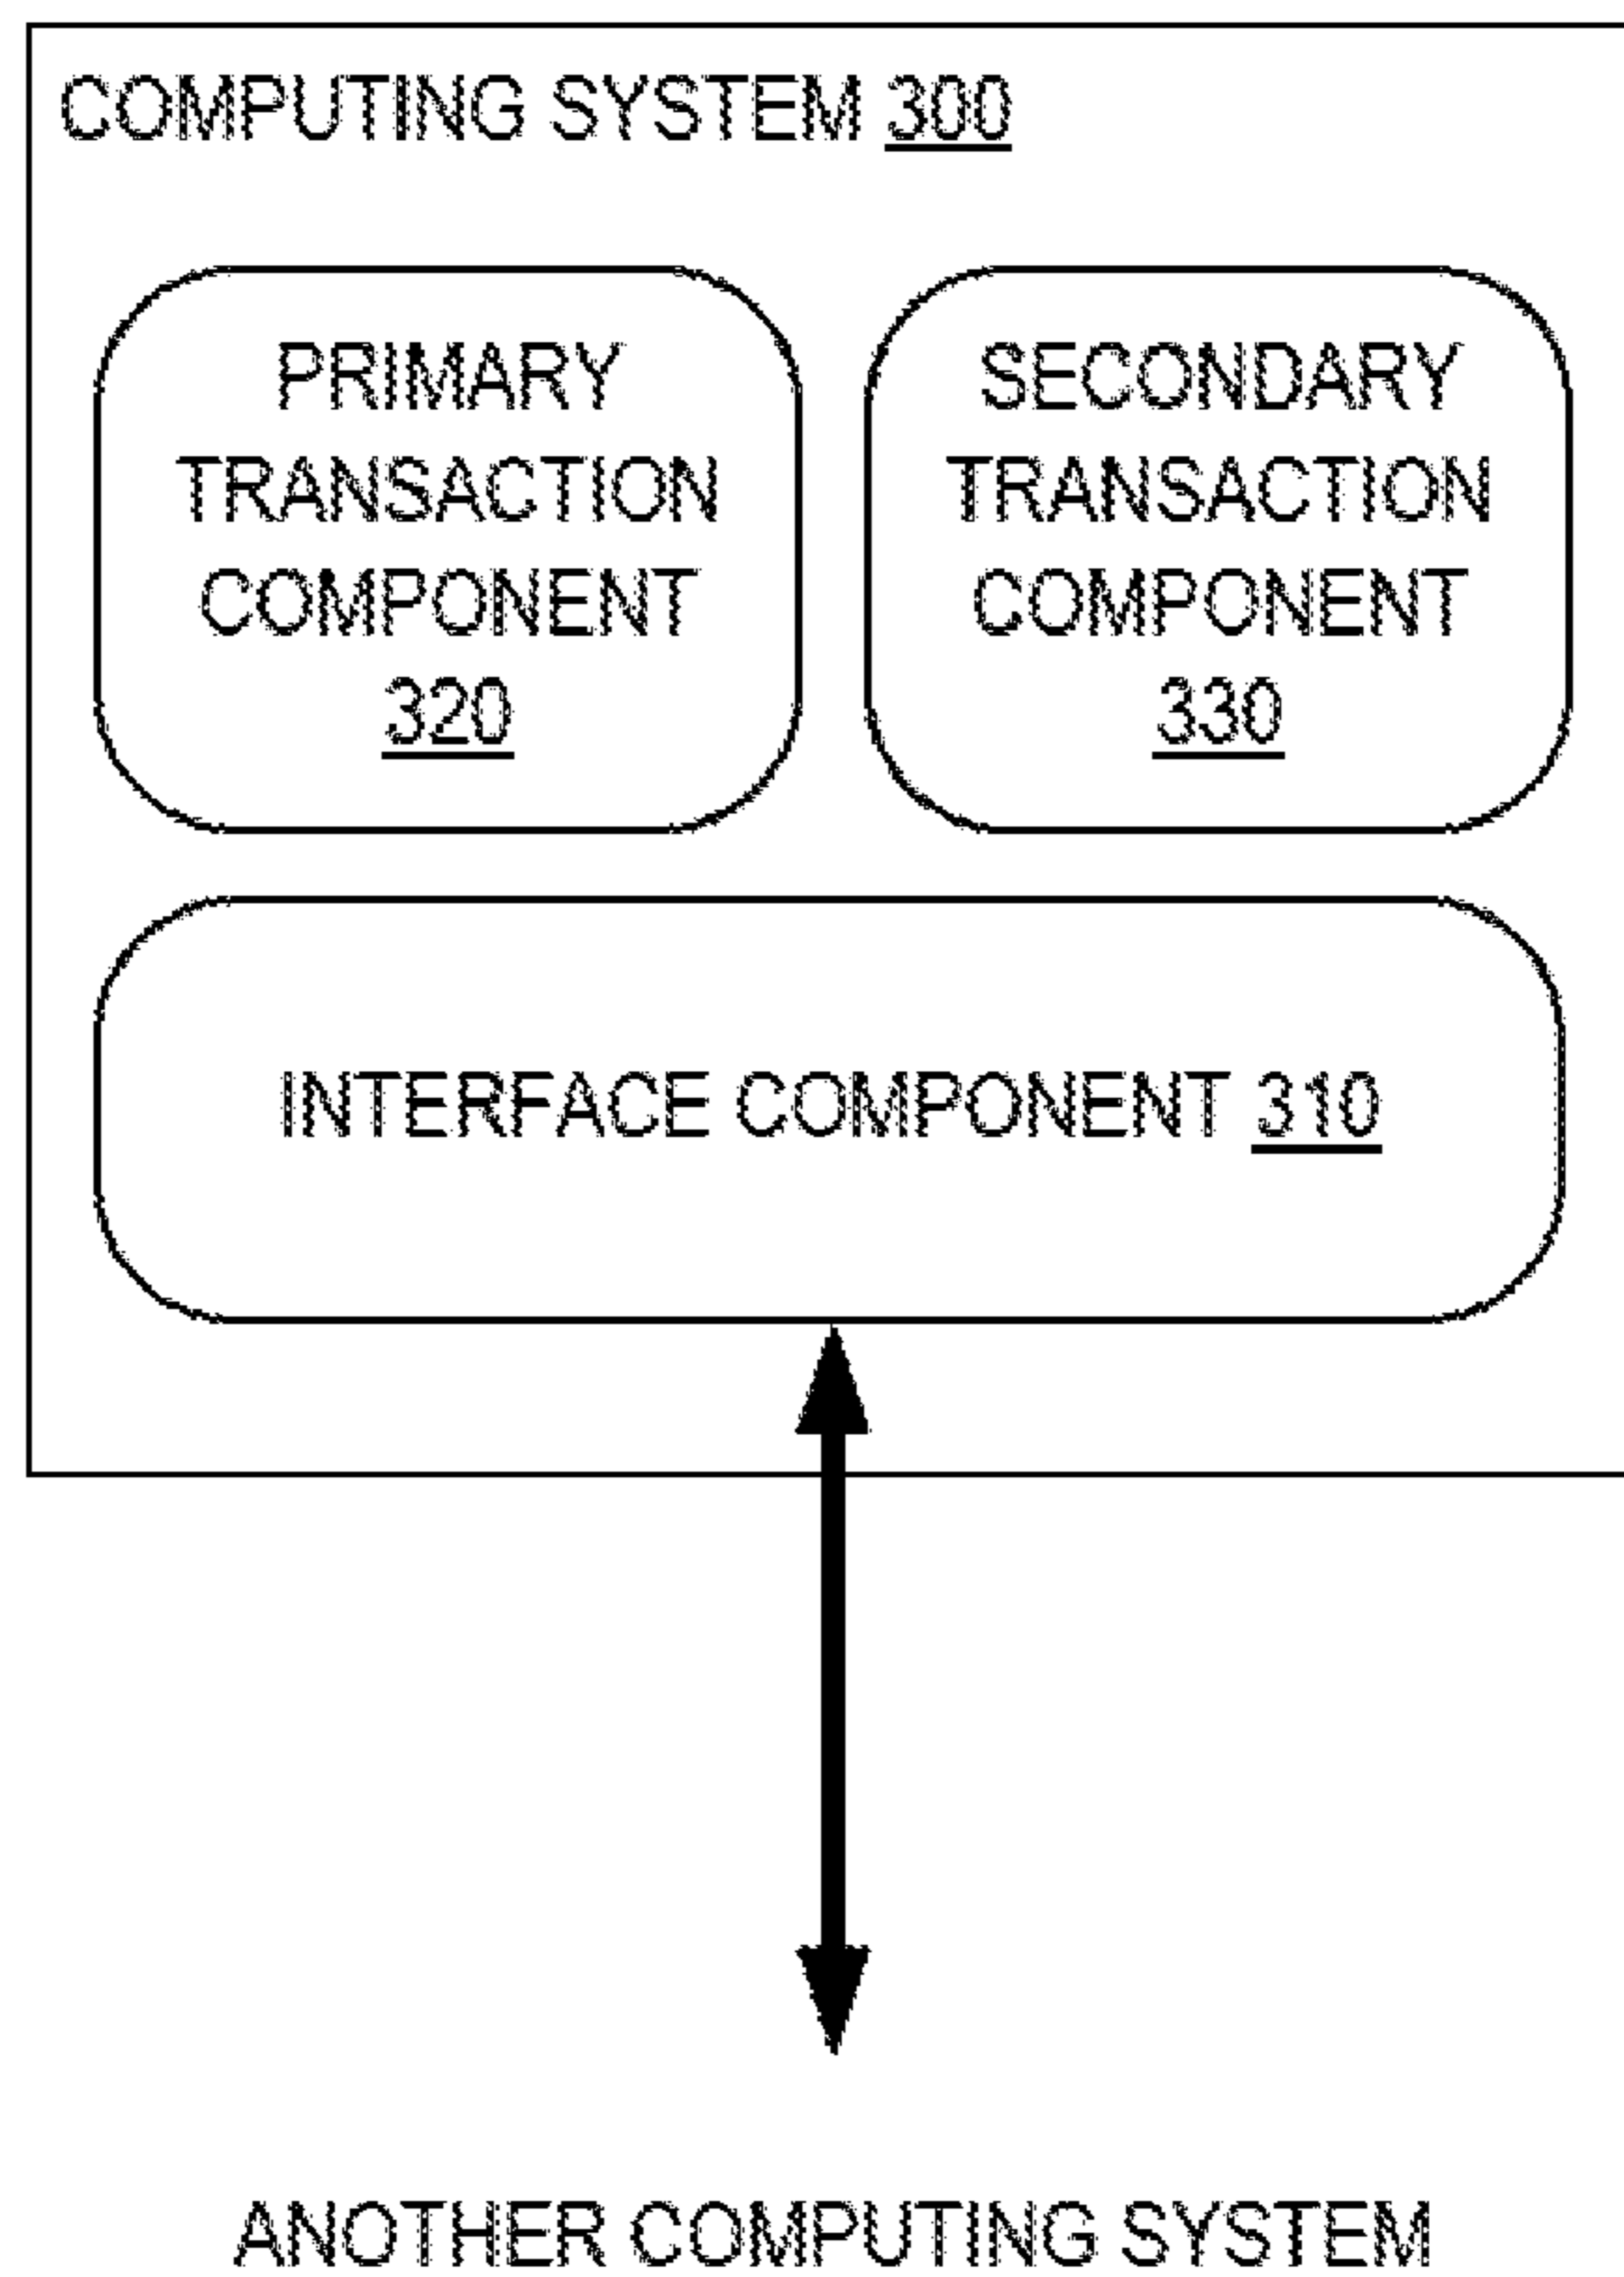 COMPUTING SYSTEM 300
PRIMARY
TRANSACTION
COMPONENT
320
SECONDARY
TRANSACTION
COMPONENT
330
INTERFACE COMPONENT 310
ANOTHER COMPUTING SYSTEM